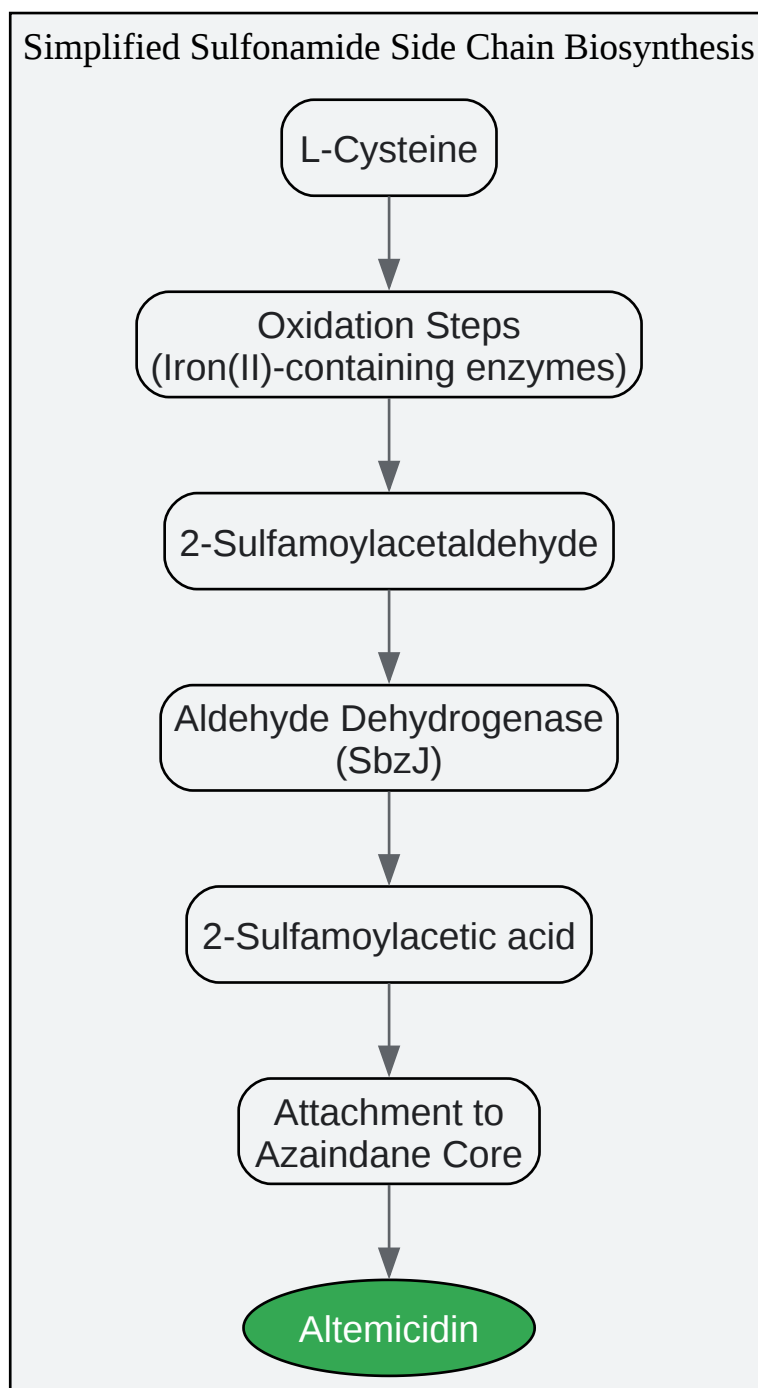 Simplified Sulfonamide Side Chain Biosynthesis
L-Cysteine
Oxidation Steps
(Iron(II)-containing enzymes)
2-Sulfamoylacetaldehyde
Aldehyde Dehydrogenase
(SbzJ)
2-Sulfamoylacetic acid
Attachment to
Azaindane Core
Altemicidin